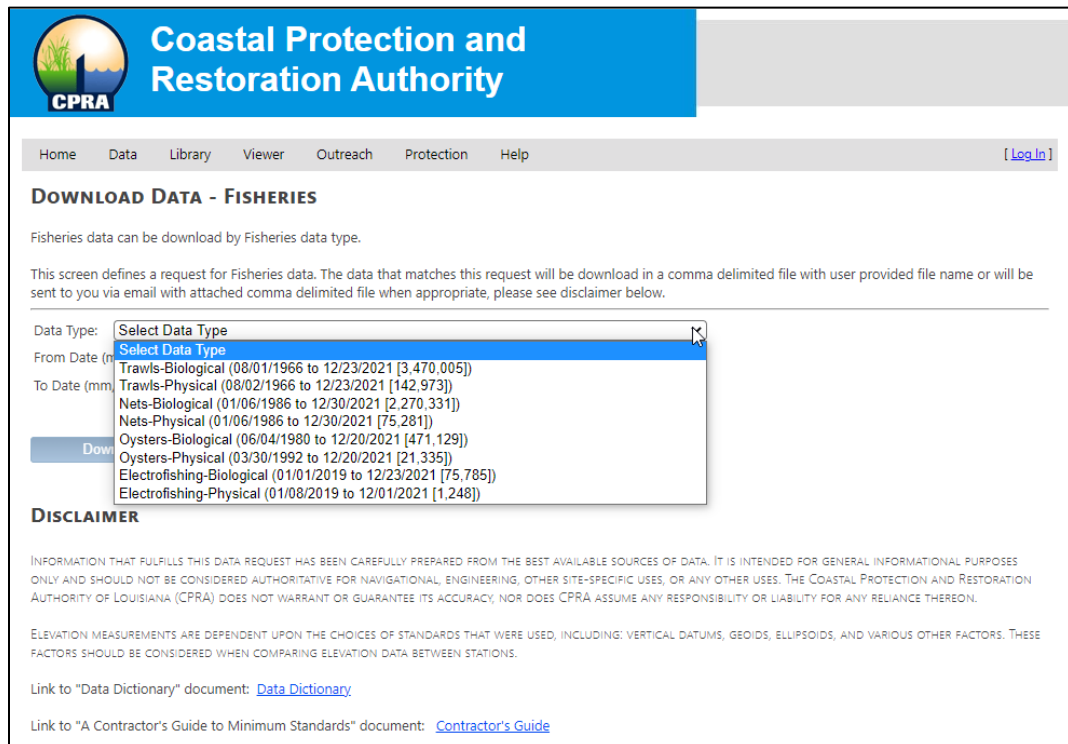 CPRA
Coastal Protection and
Restoration Authority
Home Data Library Viewer Outreach Protection Help [ Log In ]
DOWNLOAD DATA - FISHERIES
Fisheries data can be download by Fisheries data type.
This screen defines a request for Fisheries data. The data that matches this request will be download in a comma delimited file with user provided file name or will be
sent to you via email with attached comma delimited file when appropriate, please see disclaimer below.
Data Type: Select Data Type
Select Data Type
From Date (m
Trawls-Biological (08/01/1966 to 12/23/2021 [3,470,005])
Trawls-Physical (08/02/1966 to 12/23/2021 [142,973])
To Date (mm,
Nets-Biological (01/06/1986 to 12/30/2021 [2,270,331])
Nets-Physical (01/06/1986 to 12/30/2021 [75,281])
Oysters-Biological (06/04/1980 to 12/20/2021 [471,129])
Dow
Oysters-Physical (03/30/1992 to 12/20/2021 [21,335])
Electrofishing-Biological (01/01/2019 to 12/23/2021 [75,785])
Electrofishing-Physical (01/08/2019 to 12/01/2021 [1,248])
DISCLAIMER
INFORMATION THAT FULFILLS THIS DATA REQUEST HAS BEEN CAREFULLY PREPARED FROM THE BEST AVAILABLE SOURCES OF DATA. IT IS INTENDED FOR GENERAL INFORMATIONAL PURPOSES
ONLY AND SHOULD NOT BE CONSIDERED AUTHORITATIVE FOR NAVIGATIONAL, ENGINEERING, OTHER SITE-SPECIFIC USES, OR ANY OTHER USES. THE COASTAL PROTECTION AND RESTORATION
AUTHORITY OF LOUISIANA (CPRA) DOES NOT WARRANT OR GUARANTEE ITS ACCURACY, NOR DOES CPRA ASSUME ANY RESPONSIBILITY OR LIABILITY FOR ANY RELIANCE THEREON.
ELEVATION MEASUREMENTS ARE DEPENDENT UPON THE CHOICES OF STANDARDS THAT WERE USED, INCLUDING: VERTICAL DATUMS, GEOIDS, ELLIPSOIDS, AND VARIOUS OTHER FACTORS. THESE
FACTORS SHOULD BE CONSIDERED WHEN COMPARING ELEVATION DATA BETWEEN STATIONS.
Link to "Data Dictionary" document: Data Dictionary
Link to "A Contractor's Guide to Minimum Standards" document: Contractor's Guide